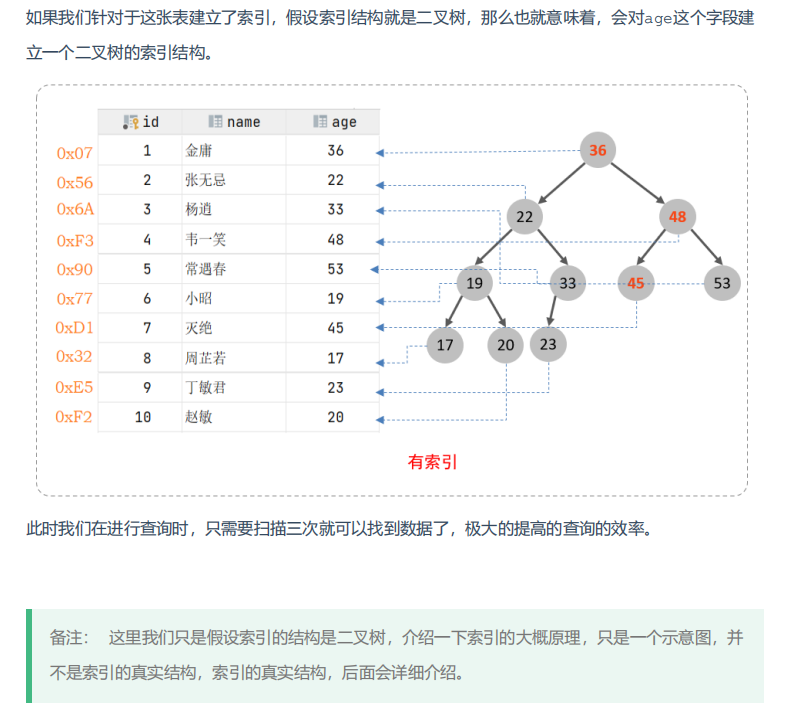 如果我们针对于这张表建立了索引，假设索引结构就是二叉树，那么也就意味着，会对age这个字段建
立一个二叉树的索引结构。
id name age
0x07 1 金庸 36
0x56 2 张无忌 22
0x6A 3 杨逍 33
0xF3 4 韦一笑 48
0x90 5 常遇春 53
0x77 6 小昭 19
0xD1 7 灭绝 45
0x32 8 周芷若 17
0xE5 9 丁敏君 23
0xF2 10 赵敏 20
36
22 48
19 33 45 53
17 20 23
有索引
此时我们在进行查询时，只需要扫描三次就可以找到数据了，极大的提高的查询的效率。
备注： 这里我们只是假设索引的结构是二叉树，介绍一下索引的大概原理，只是一个示意图，并
不是索引的真实结构，索引的真实结构，后面会详细介绍。